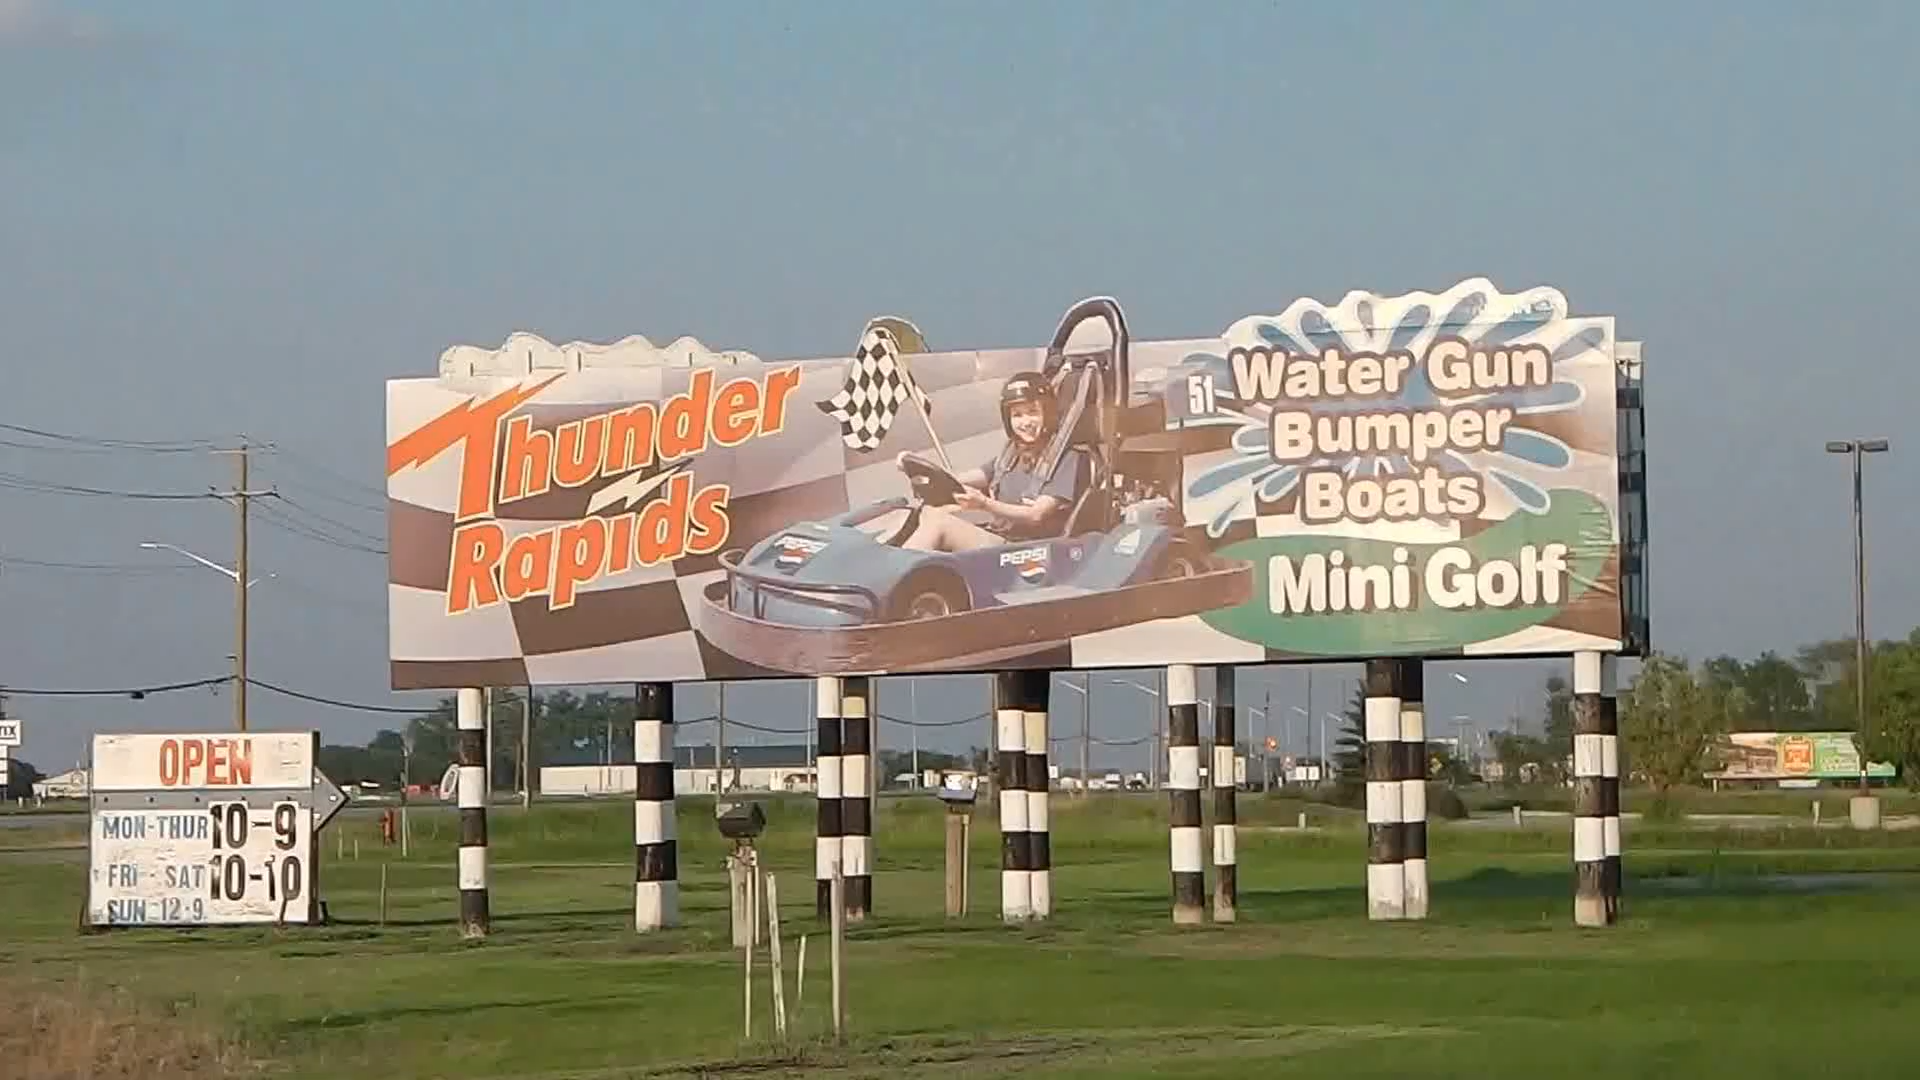 Thunder
Rapids
PEPSI
PEPSI
51
Water Gun
Bumper
Boats
Mini Golf
OPEN
MON-THUR 10-9
FRI - SAT 10-10
SUN 12-9